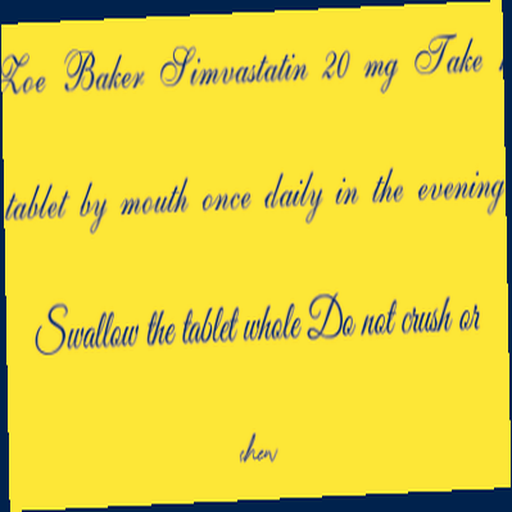 Zoe Baker Simvastatin 20 mg Take
tablet by mouth once daily in the evening
Swallow the tablet whole Do not crush or
chew